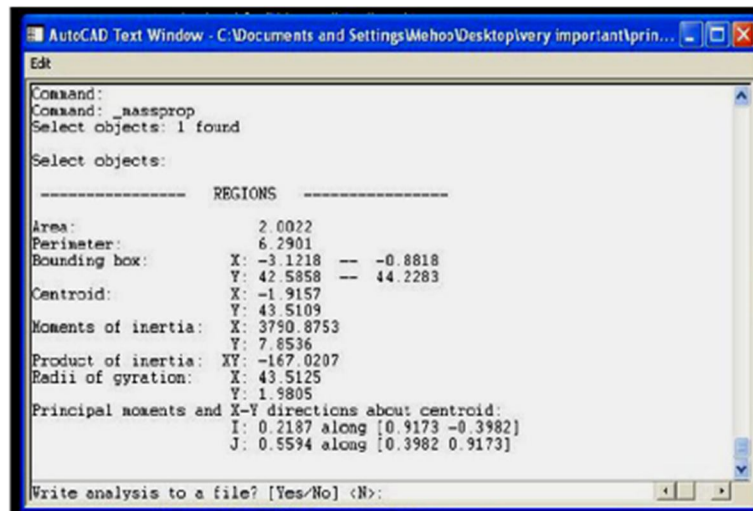 AutoCAD Text Window - C:\Documents and Settings\Mehoo\Desktop\very important\prin...
Edit
Command:
Command: _massprop
Select objects: 1 found
Select objects:
---------------- REGIONS ----------------
Area: 2.0022
Perimeter: 6.2901
Bounding box: X: -3.1218 -- -0.8818
Y: 42.5858 -- 44.2283
Centroid: X: -1.9157
Y: 43.5109
Moments of inertia: X: 3790.8753
Y: 7.8536
Product of inertia: XY: -167.0207
Radii of gyration: X: 43.5125
Y: 1.9805
Principal moments and X-Y directions about centroid:
I: 0.2187 along [0.9173 -0.3982]
J: 0.5594 along [0.3982 0.9173]
Write analysis to a file? [Yes/No] <N>: